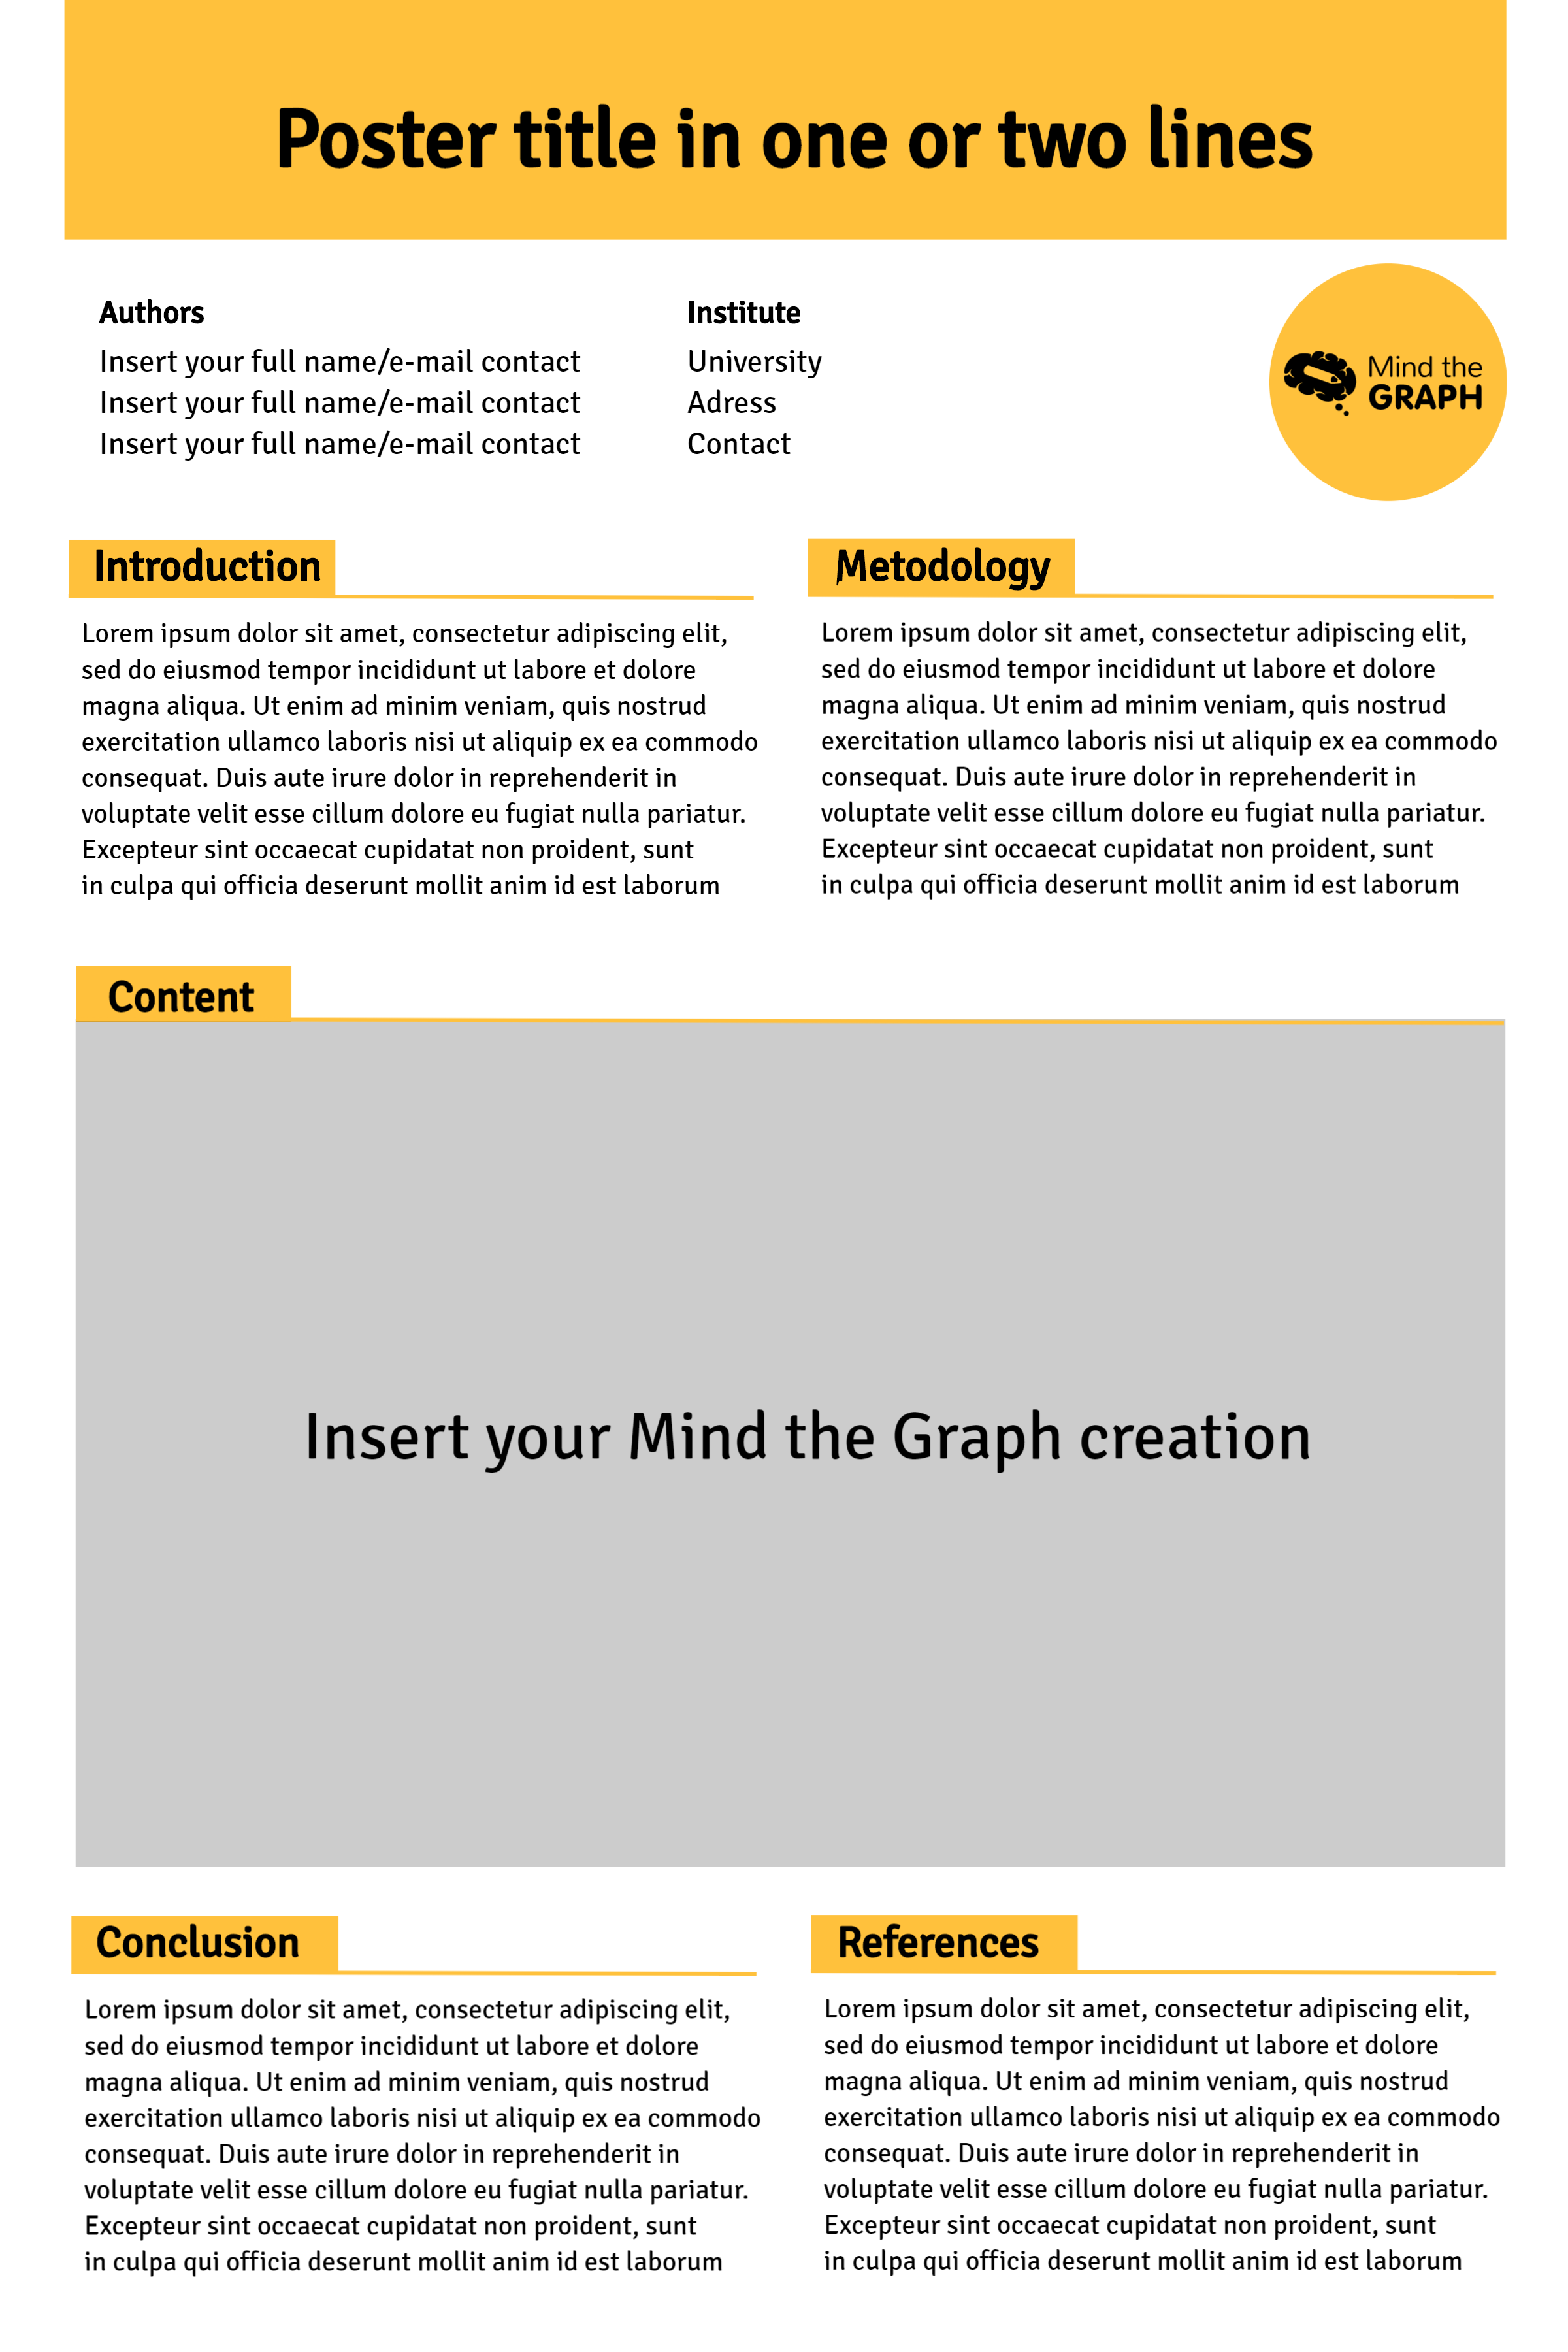 Poster title in one or two lines
Authors
Insert your full name/e-mail contact
Insert your full name/e-mail contact
Insert your full name/e-mail contact
Institute
University
Adress
Contact
Mind the
GRAPH
Introduction
Lorem ipsum dolor sit amet, consectetur adipiscing elit,
sed do eiusmod tempor incididunt ut labore et dolore
magna aliqua. Ut enim ad minim veniam, quis nostrud
exercitation ullamco laboris nisi ut aliquip ex ea commodo
consequat. Duis aute irure dolor in reprehenderit in
voluptate velit esse cillum dolore eu fugiat nulla pariatur.
Excepteur sint occaecat cupidatat non proident, sunt
in culpa qui officia deserunt mollit anim id est laborum
Metodology
Lorem ipsum dolor sit amet, consectetur adipiscing elit,
sed do eiusmod tempor incididunt ut labore et dolore
magna aliqua. Ut enim ad minim veniam, quis nostrud
exercitation ullamco laboris nisi ut aliquip ex ea commodo
consequat. Duis aute irure dolor in reprehenderit in
voluptate velit esse cillum dolore eu fugiat nulla pariatur.
Excepteur sint occaecat cupidatat non proident, sunt
in culpa qui officia deserunt mollit anim id est laborum
Content
Insert your Mind the Graph creation
Conclusion
Lorem ipsum dolor sit amet, consectetur adipiscing elit,
sed do eiusmod tempor incididunt ut labore et dolore
magna aliqua. Ut enim ad minim veniam, quis nostrud
exercitation ullamco laboris nisi ut aliquip ex ea commodo
consequat. Duis aute irure dolor in reprehenderit in
voluptate velit esse cillum dolore eu fugiat nulla pariatur.
Excepteur sint occaecat cupidatat non proident, sunt
in culpa qui officia deserunt mollit anim id est laborum
References
Lorem ipsum dolor sit amet, consectetur adipiscing elit,
sed do eiusmod tempor incididunt ut labore et dolore
magna aliqua. Ut enim ad minim veniam, quis nostrud
exercitation ullamco laboris nisi ut aliquip ex ea commodo
consequat. Duis aute irure dolor in reprehenderit in
voluptate velit esse cillum dolore eu fugiat nulla pariatur.
Excepteur sint occaecat cupidatat non proident, sunt
in culpa qui officia deserunt mollit anim id est laborum